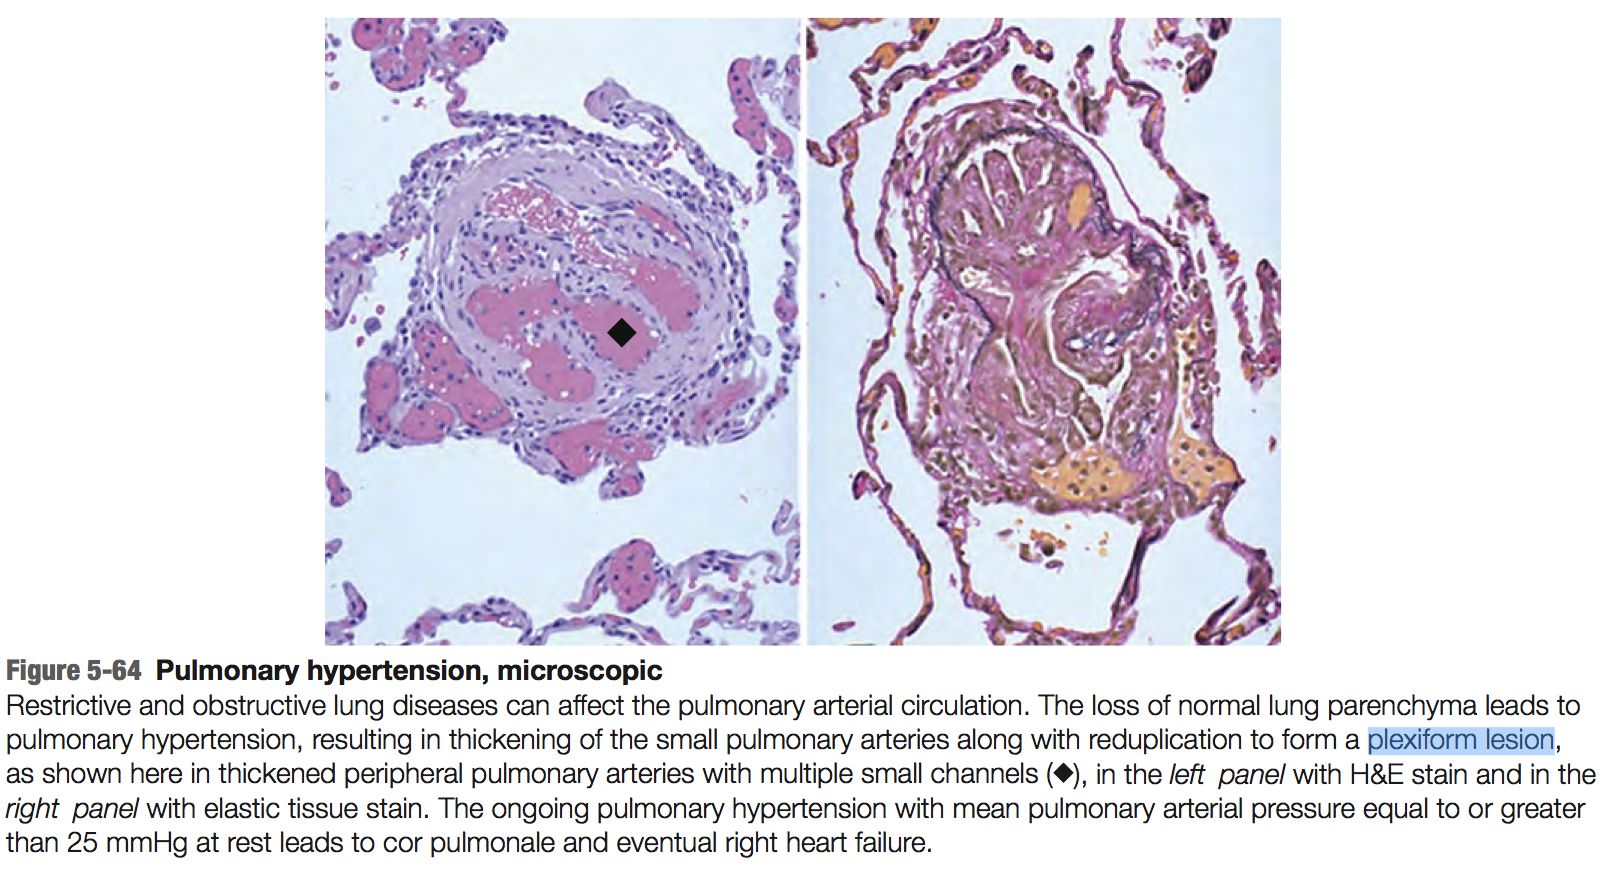 Figure 5-64 Pulmonary hypertension, microscopic
Restrictive and obstructive lung diseases can affect the pulmonary arterial circulation. The loss of normal lung parenchyma leads to
pulmonary hypertension, resulting in thickening of the small pulmonary arteries along with reduplication to form a plexiform lesion,
as shown here in thickened peripheral pulmonary arteries with multiple small channels (◆), in the left panel with H&E stain and in the
right panel with elastic tissue stain. The ongoing pulmonary hypertension with mean pulmonary arterial pressure equal to or greater
than 25 mmHg at rest leads to cor pulmonale and eventual right heart failure.